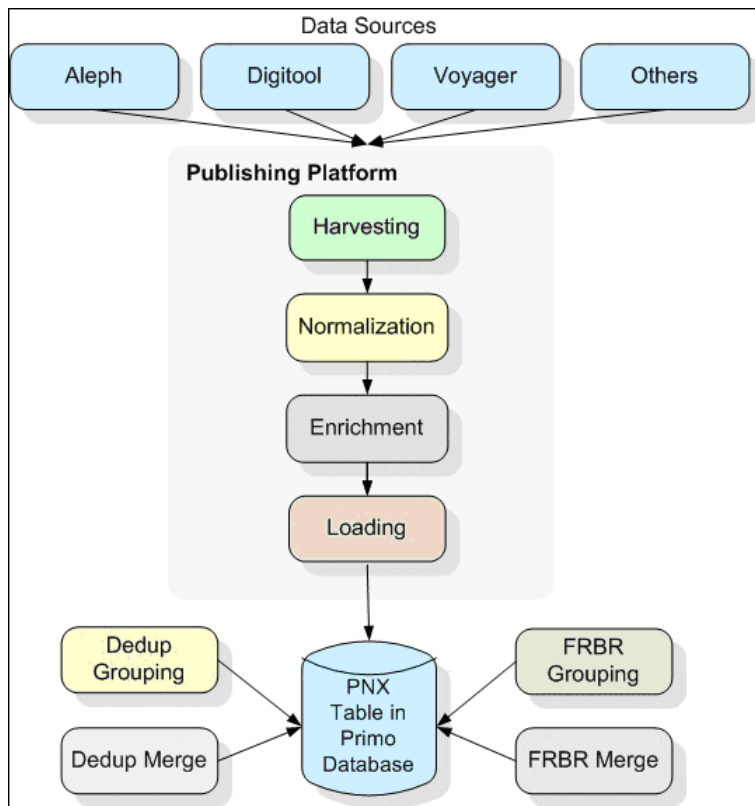 Data Sources
Aleph
Digitool
Voyager
Others
Publishing Platform
Harvesting
Normalization
Enrichment
Loading
Dedup
Grouping
PNX
Table in
Primo
Database
FRBR
Grouping
Dedup Merge
FRBR Merge